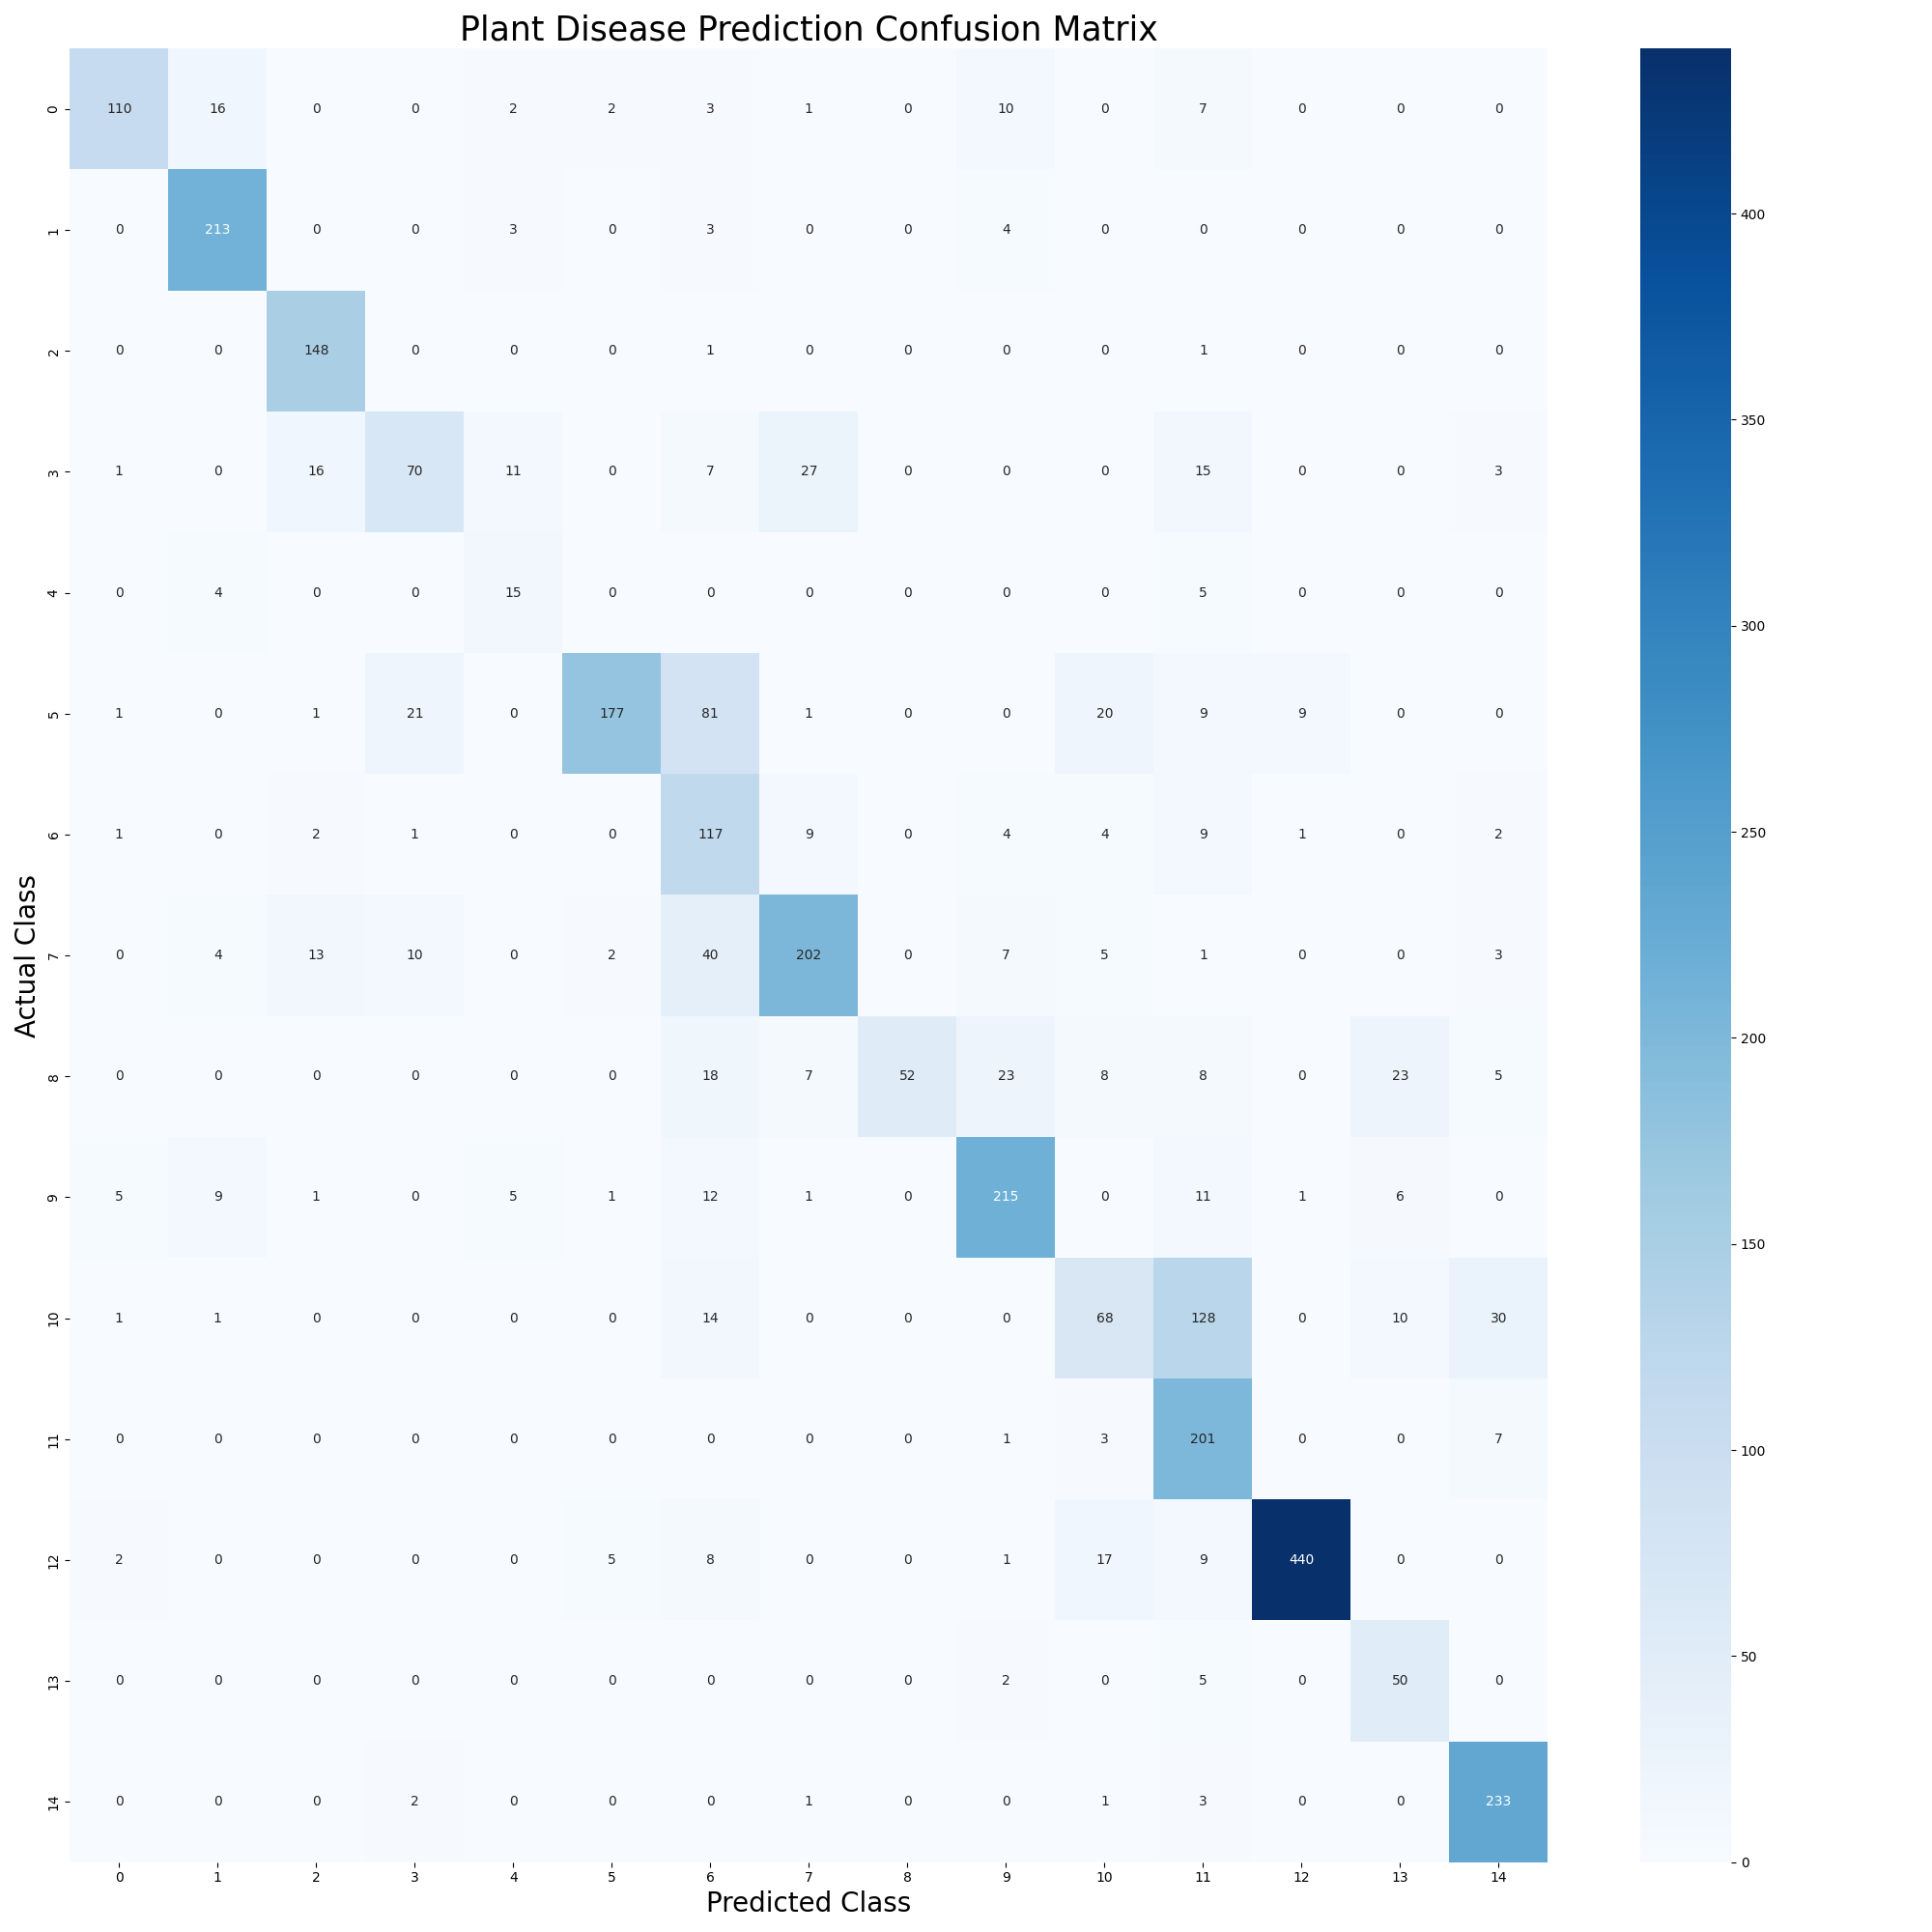 Plant Disease Prediction Confusion Matrix
0 110 16 0 0 2 2 3 1 0 10 0 7 0 0 0
1 0 213 0 0 3 0 3 0 0 4 0 0 0 0 0
2 0 0 148 0 0 0 1 0 0 0 0 1 0 0 0
3 1 0 16 70 11 0 7 27 0 0 0 15 0 0 3
4 0 4 0 0 15 0 0 0 0 0 0 5 0 0 0
5 1 0 1 21 0 177 81 1 0 0 20 9 9 0 0
6 1 0 2 1 0 0 117 9 0 4 4 9 1 0 2
7 0 4 13 10 0 2 40 202 0 7 5 1 0 0 3
8 0 0 0 0 0 0 18 7 52 23 8 8 0 23 5
9 5 9 1 0 5 1 12 1 0 215 0 11 1 6 0
10 1 1 0 0 0 0 14 0 0 0 68 128 0 10 30
11 0 0 0 0 0 0 0 0 0 1 3 201 0 0 7
12 2 0 0 0 0 5 8 0 0 1 17 9 440 0 0
13 0 0 0 0 0 0 0 0 0 2 0 5 0 50 0
14 0 0 0 2 0 0 0 1 0 0 1 3 0 0 233
0 1 2 3 4 5 6 7 8 9 10 11 12 13 14
Predicted Class
Actual Class
400
350
300
250
200
150
100
50
0